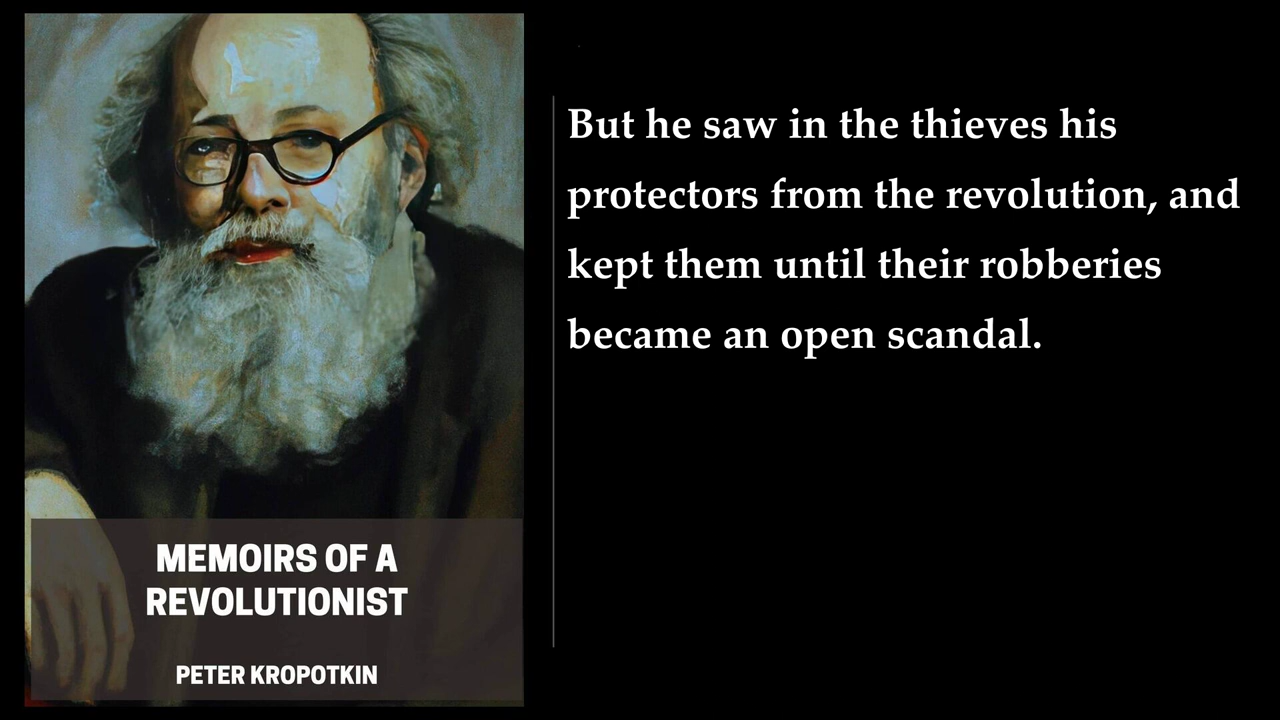 But he saw in the thieves his
protectors from the revolution, and
kept them until their robberies
became an open scandal.
MEMOIRS OF A
REVOLUTIONIST
PETER KROPOTKIN